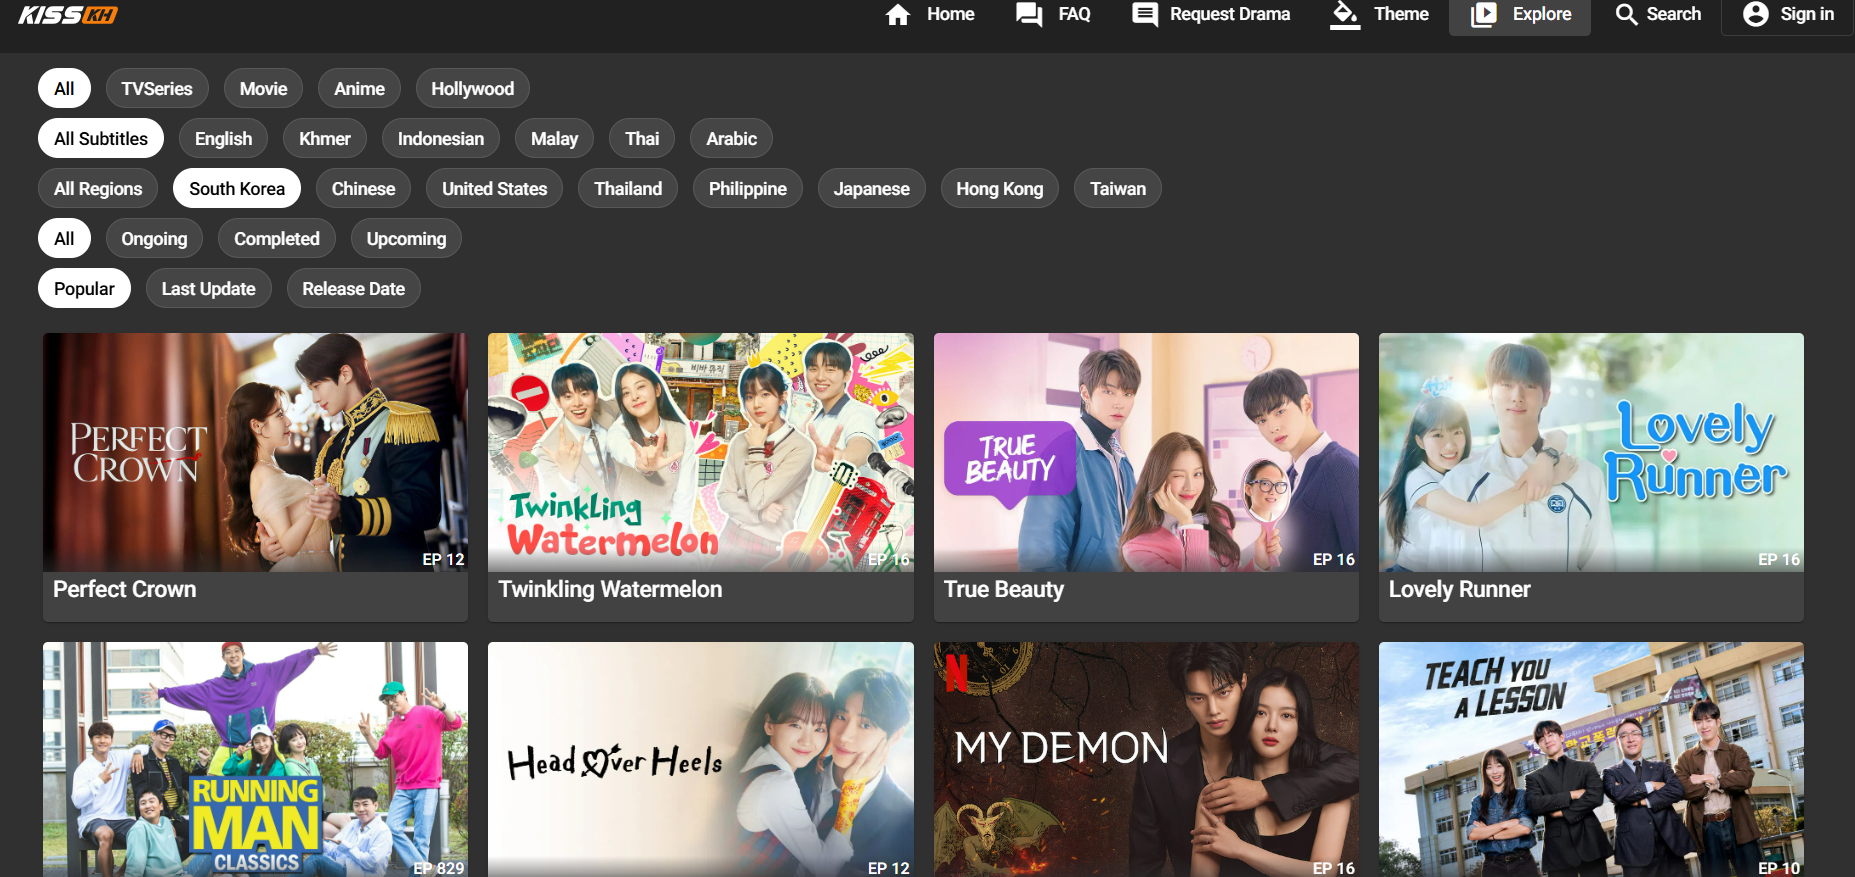 KISSKH
Home
FAQ
Request Drama
Theme
Explore
Search
Sign in
All
TVSeries
Movie
Anime
Hollywood
All Subtitles
English
Khmer
Indonesian
Malay
Thai
Arabic
All Regions
South Korea
Chinese
United States
Thailand
Philippine
Japanese
Hong Kong
Taiwan
All
Ongoing
Completed
Upcoming
Popular
Last Update
Release Date
PERFECT
CROWN
EP 12
Perfect Crown
Twinkling
Watermelon
EP 16
Twinkling Watermelon
TRUE
BEAUTY
EP 16
True Beauty
Lovely
Runner
EP 16
Lovely Runner
RUNNING
MAN
CLASSICS
EP 829
Head Over Heels
EP 12
N
MY DEMON
EP 16
TEACH YOU
A LESSON
EP 10